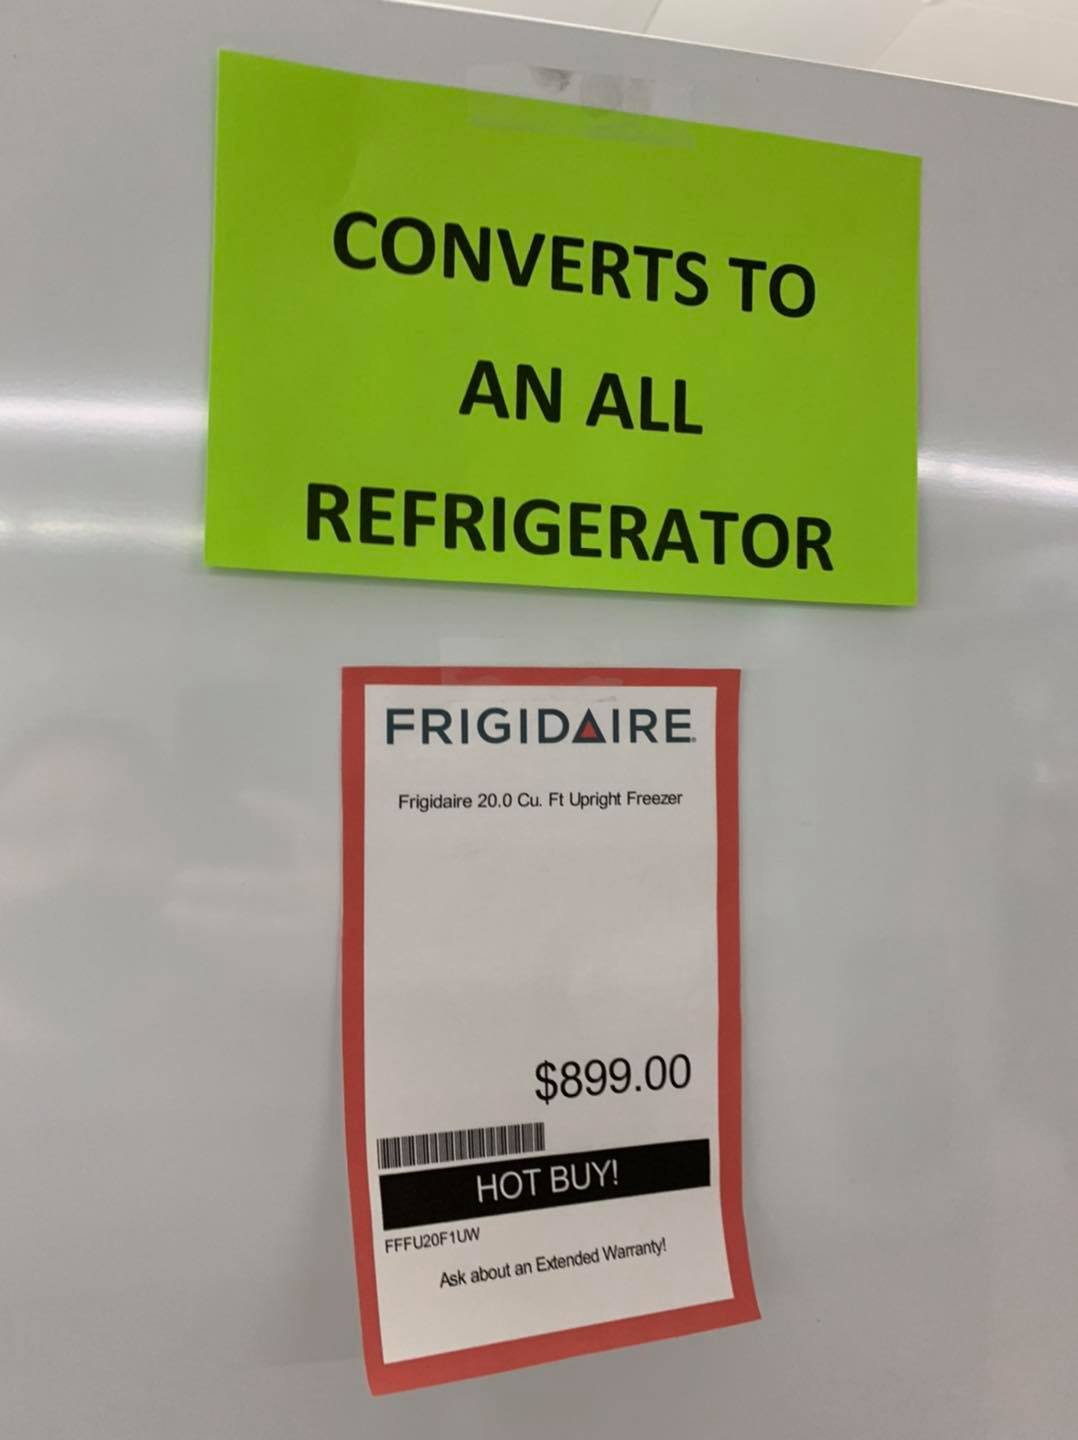 CONVERTS TO
AN ALL
REFRIGERATOR
FRIGIDAIRE
Frigidaire 20.0 Cu. Ft Upright Freezer
$899.00
HOT BUY!
FFFU20F1UW
Ask about an Extended Warranty!